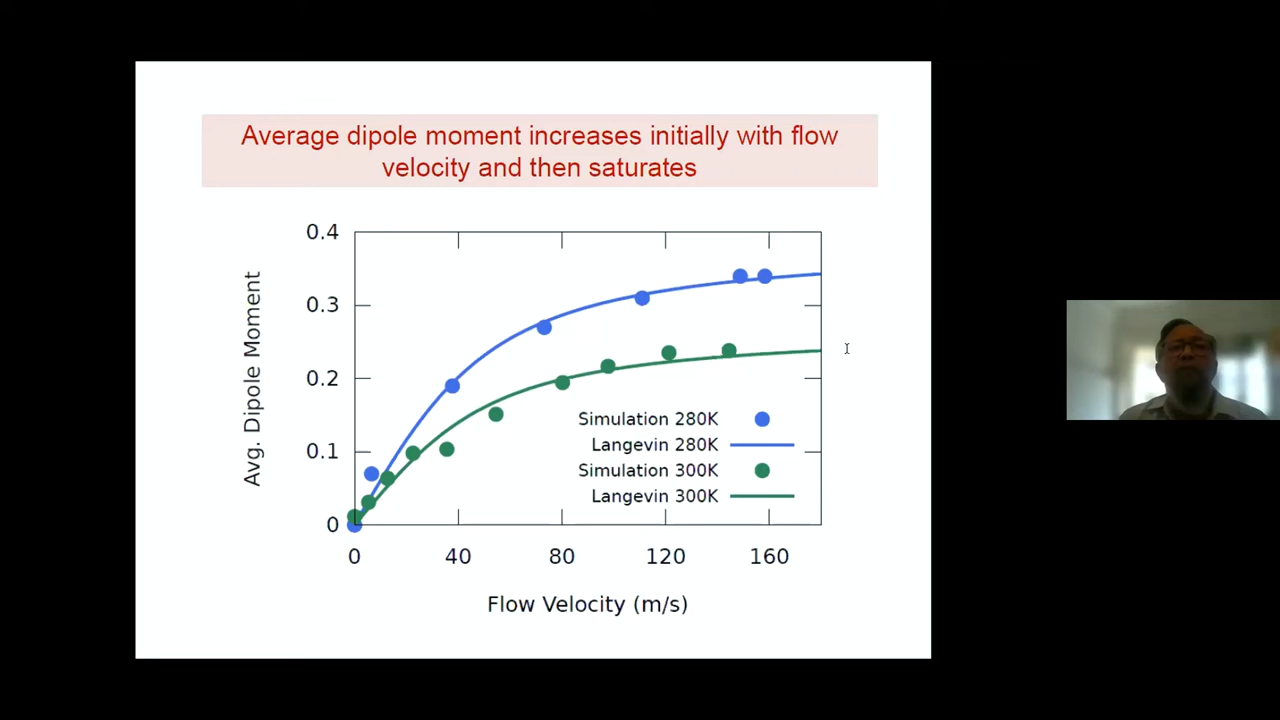 Average dipole moment increases initially with flow
velocity and then saturates
0.4
0.3
0.2
0.1
0
Avg. Dipole Moment
Simulation 280K
Langevin 280K
Simulation 300K
Langevin 300K
0 40 80 120 160
Flow Velocity (m/s)